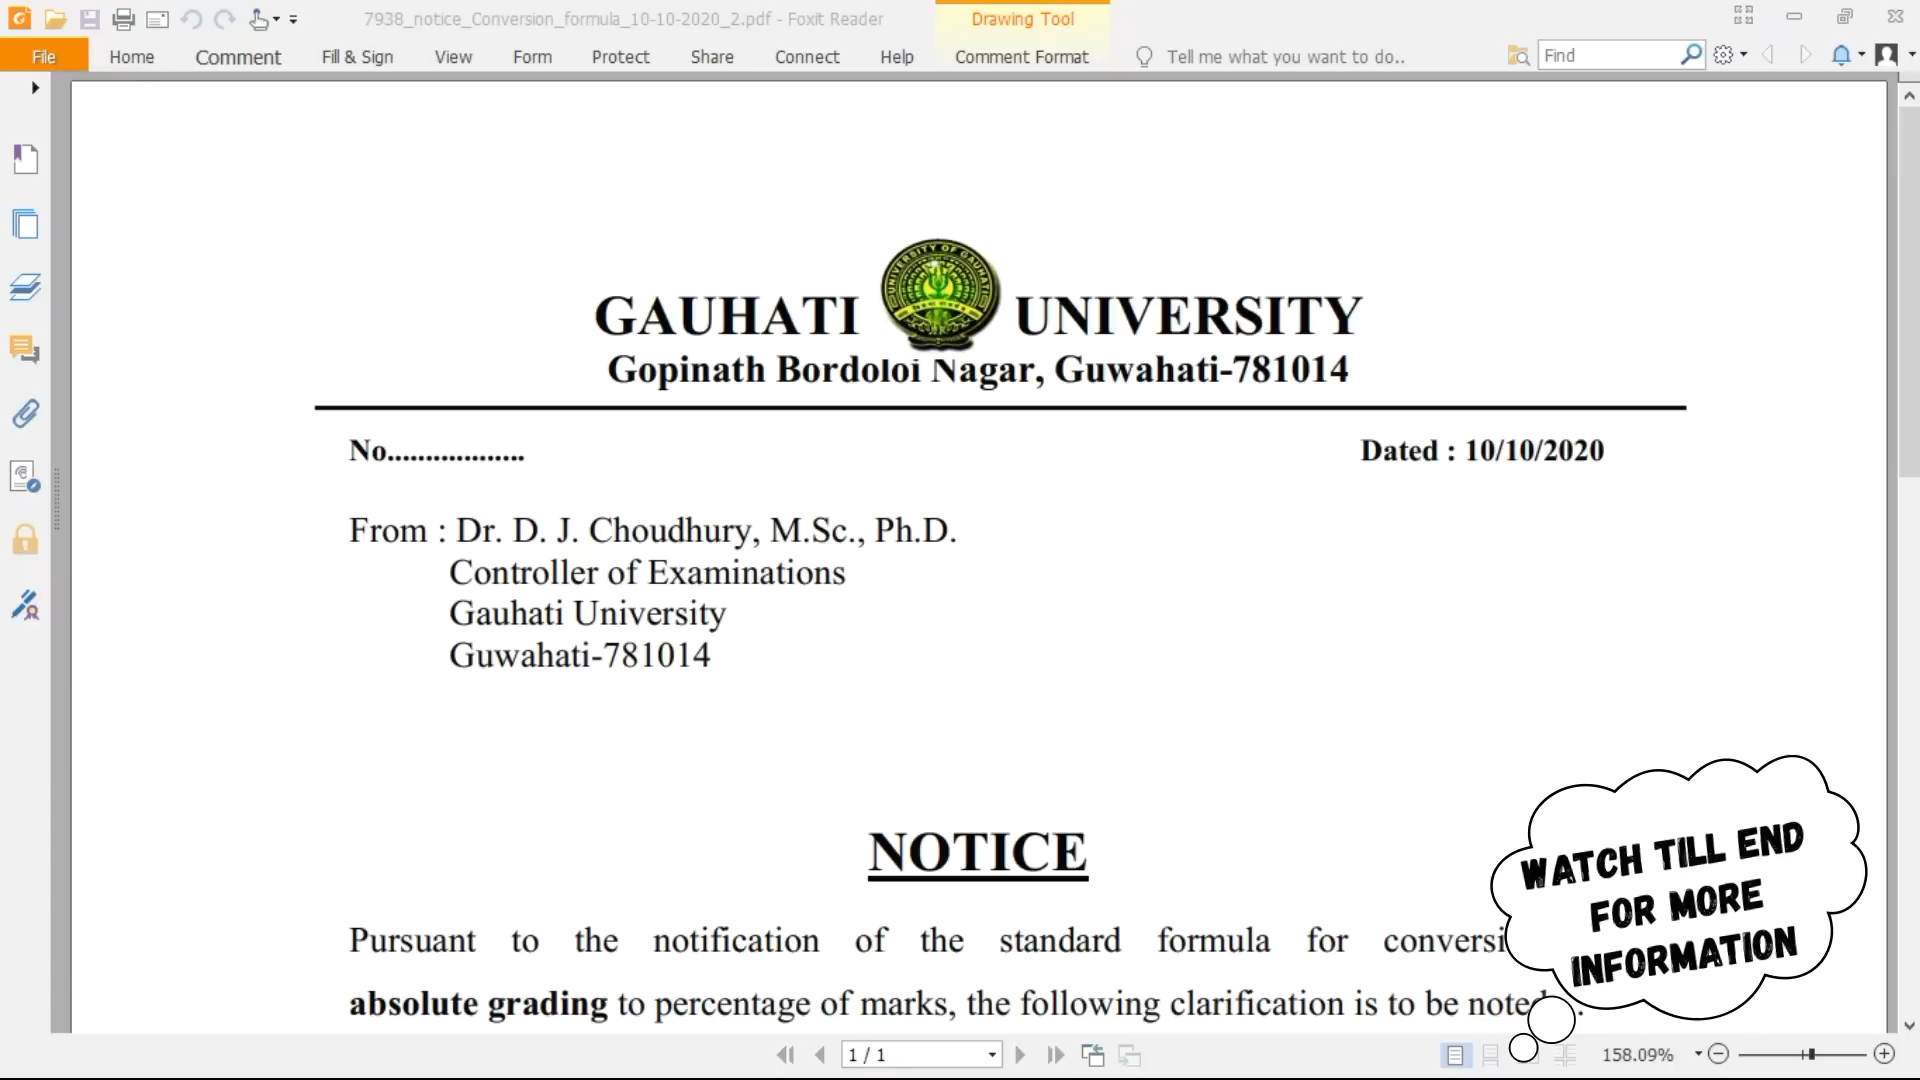 7938_notice_Conversion_formula_10-10-2020_2.pdf - Foxit Reader
Drawing Tool
File Home Comment Fill & Sign View Form Protect Share Connect Help Comment Format Tell me what you want to do.. Find
UNIVERSITY OF GAUHATI
GAUHATI UNIVERSITY
Gopinath Bordoloi Nagar, Guwahati-781014
No..................
Dated : 10/10/2020
From : Dr. D. J. Choudhury, M.Sc., Ph.D.
Controller of Examinations
Gauhati University
Guwahati-781014
NOTICE
Pursuant to the notification of the standard formula for conversi
absolute grading to percentage of marks, the following clarification is to be noted :
WATCH TILL END
FOR MORE
INFORMATION
1 / 1
158.09%